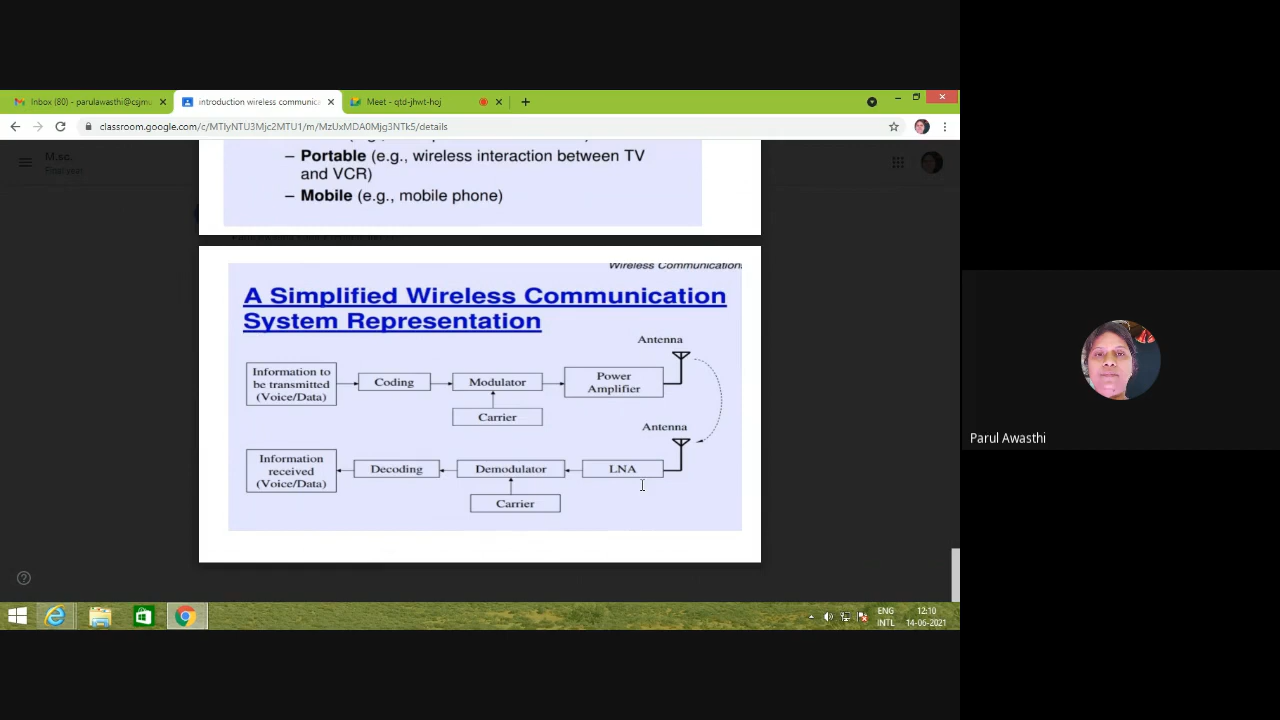 Inbox (80) - parulawasthi@csjmu
introduction wireless communica
Meet - qtd-jhwt-hoj
classroom.google.com/c/MTIyNTU3Mjc2MTU1/m/MzUxMDA0Mjg3NTk5/details
M.sc.
Final year
– Portable (e.g., wireless interaction between TV
and VCR)
– Mobile (e.g., mobile phone)
Wireless Communication
A Simplified Wireless Communication
System Representation
Antenna
Information to
be transmitted
(Voice/Data)
Coding
Modulator
Power
Amplifier
Carrier
Antenna
Information
received
(Voice/Data)
Decoding
Demodulator
LNA
Carrier
Parul Awasthi
ENG
INTL
12:10
14-06-2021